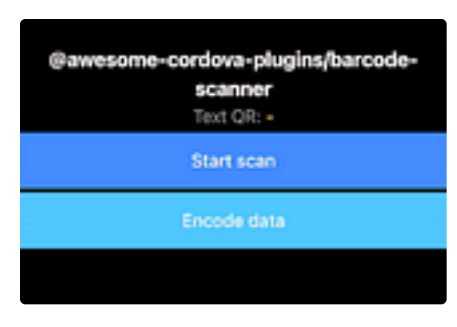 @awesome-cordova-plugins/barcode-
scanner
Text QR: -
Start scan
Encode data